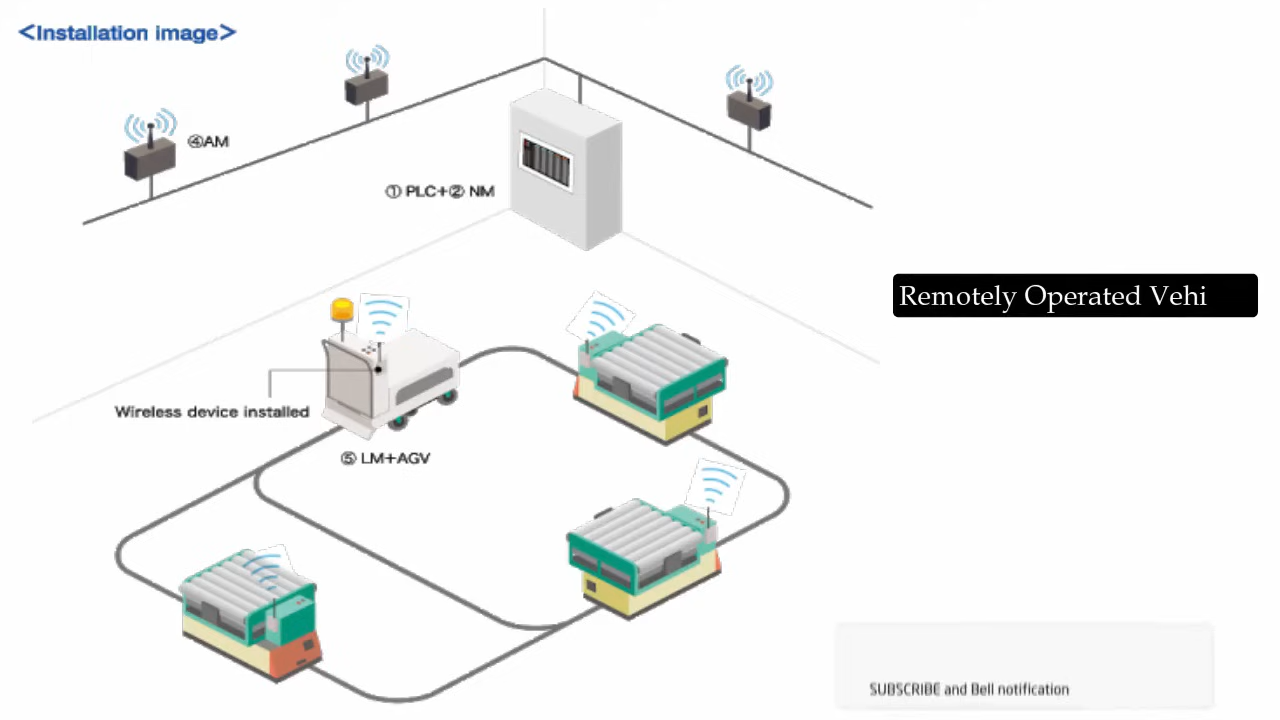 <Installation image>
④AM
① PLC+② NM
Remotely Operated Vehi
Wireless device installed
⑤ LM+AGV
SUBSCRIBE and Bell notification